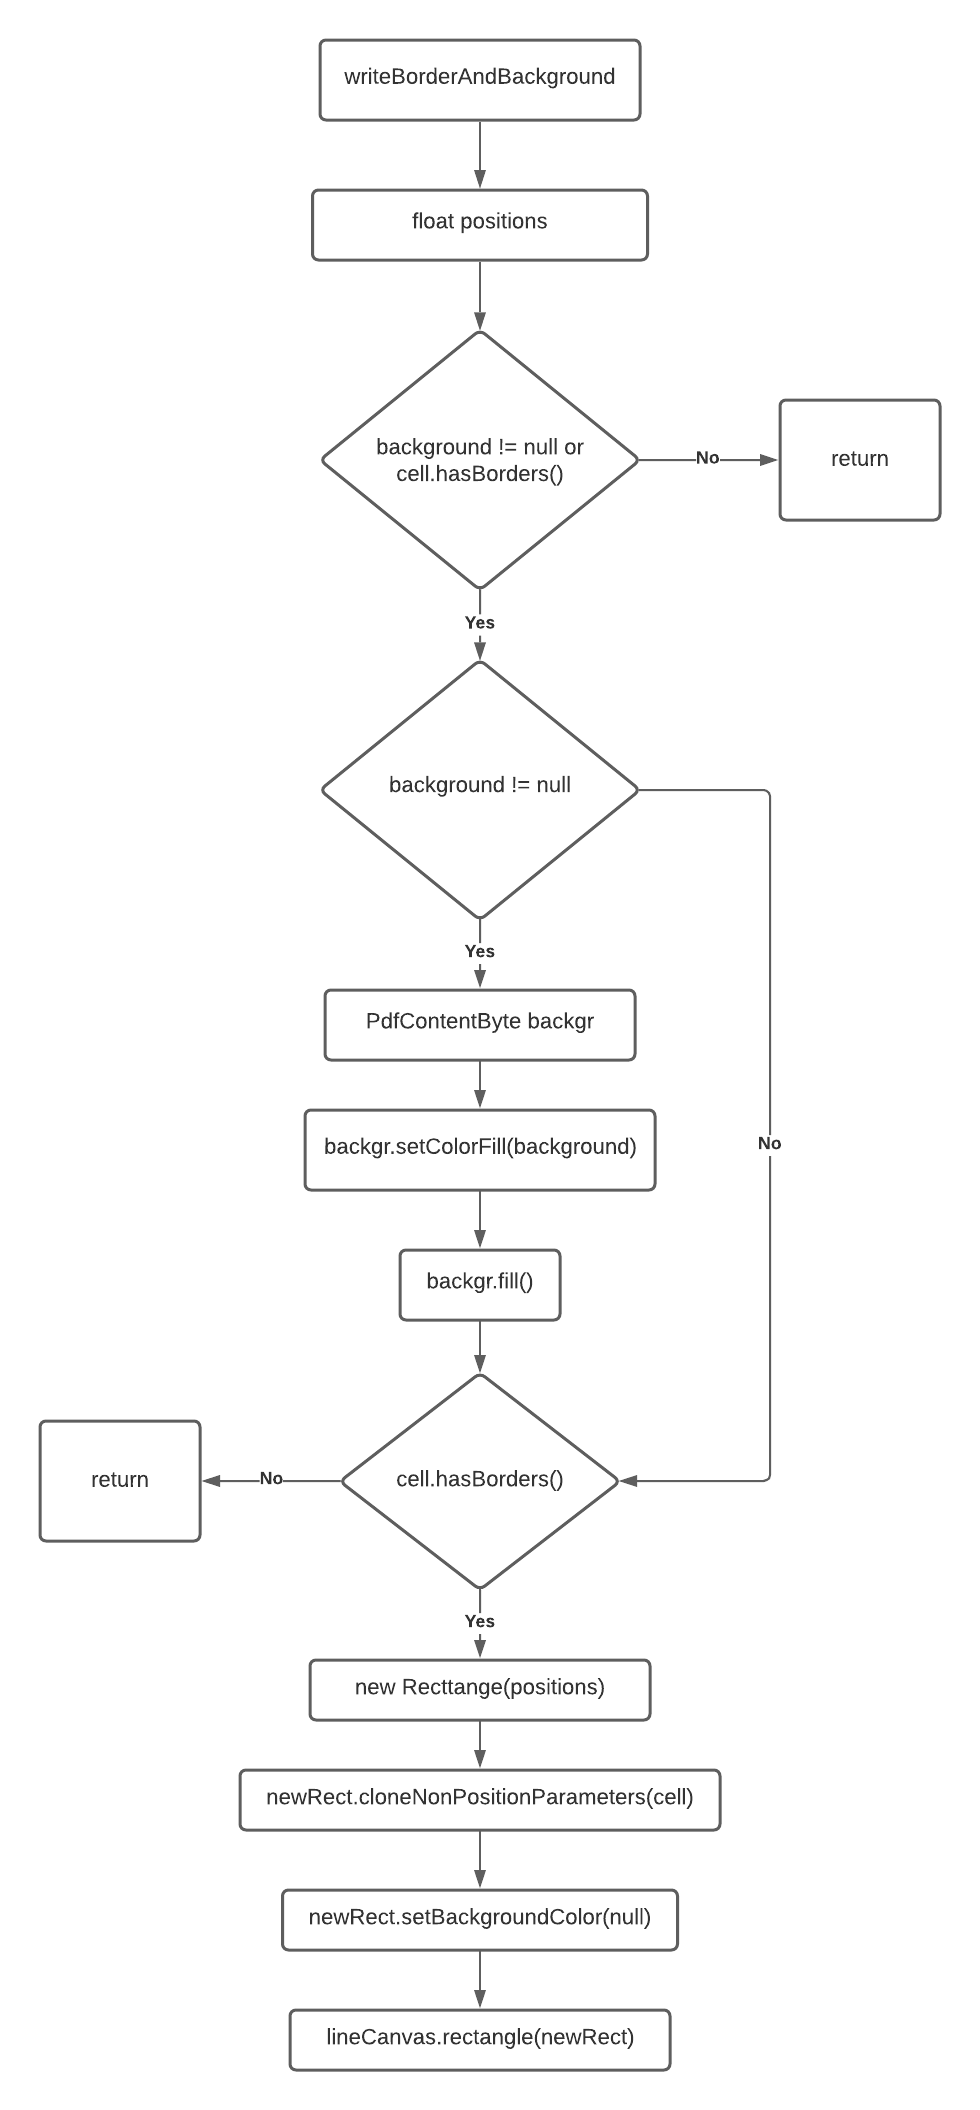 writeBorderAndBackground
float positions
background != null or
cell.hasBorders()
No
return
Yes
background != null
Yes
PdfContentByte backgr
backgr.setColorFill(background)
No
backgr.fill()
return
No
cell.hasBorders()
Yes
new Recttange(positions)
newRect.cloneNonPositionParameters(cell)
newRect.setBackgroundColor(null)
lineCanvas.rectangle(newRect)